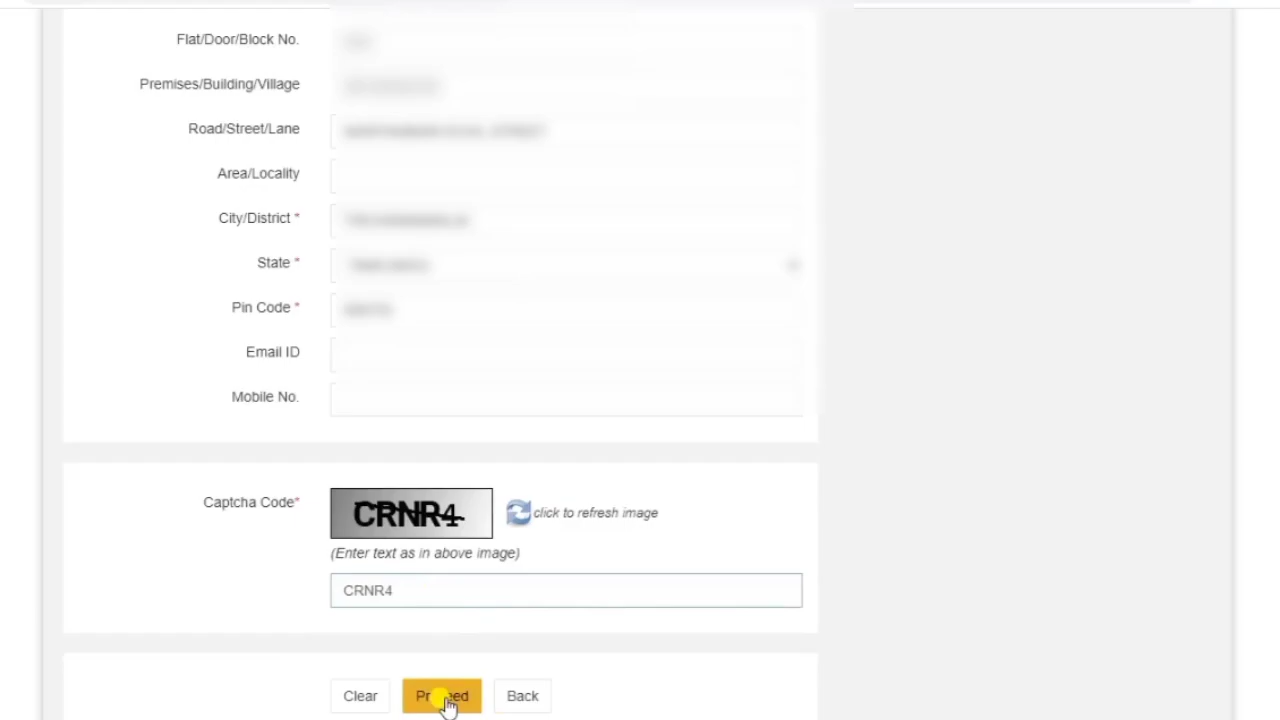 Flat/Door/Block No.
Premises/Building/Village
Road/Street/Lane
Area/Locality
City/District *
State *
Pin Code *
Email ID
Mobile No.
Captcha Code*
CRNR4
click to refresh image
(Enter text as in above image)
CRNR4
Clear Proceed Back